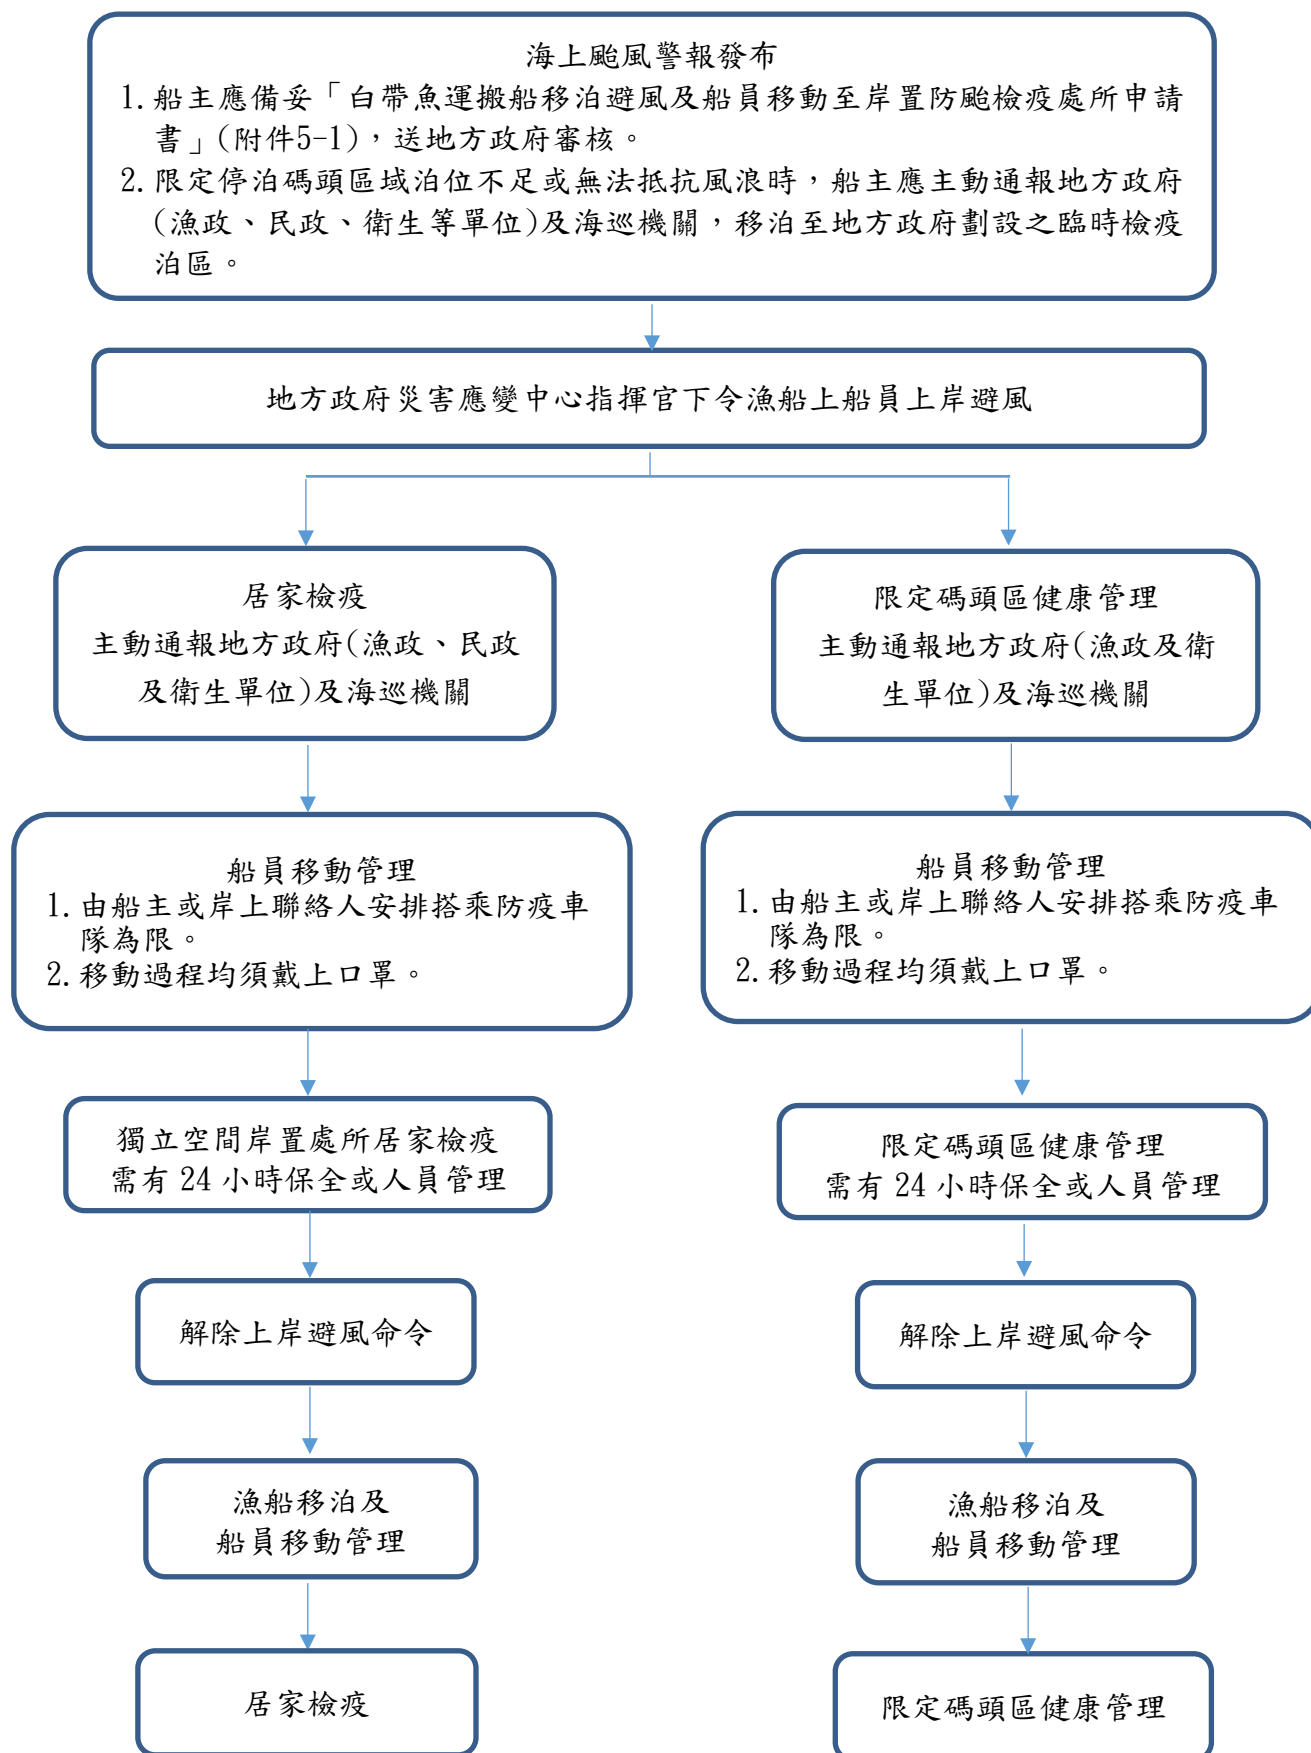 海上颱風警報發布
1. 船主應備妥「白帶魚運搬船移泊避風及船員移動至岸置防颱檢疫處所申請
書」(附件5-1)，送地方政府審核。
2. 限定停泊碼頭區域泊位不足或無法抵抗風浪時，船主應主動通報地方政府
(漁政、民政、衛生等單位)及海巡機關，移泊至地方政府劃設之臨時檢疫
泊區。
地方政府災害應變中心指揮官下令漁船上船員上岸避風
居家檢疫
主動通報地方政府(漁政、民政
及衛生單位)及海巡機關
限定碼頭區健康管理
主動通報地方政府(漁政及衛
生單位)及海巡機關
船員移動管理
1. 由船主或岸上聯絡人安排搭乘防疫車
隊為限。
2. 移動過程均須戴上口罩。
船員移動管理
1. 由船主或岸上聯絡人安排搭乘防疫車
隊為限。
2. 移動過程均須戴上口罩。
獨立空間岸置處所居家檢疫
需有 24 小時保全或人員管理
限定碼頭區健康管理
需有 24 小時保全或人員管理
解除上岸避風命令
解除上岸避風命令
漁船移泊及
船員移動管理
漁船移泊及
船員移動管理
居家檢疫
限定碼頭區健康管理